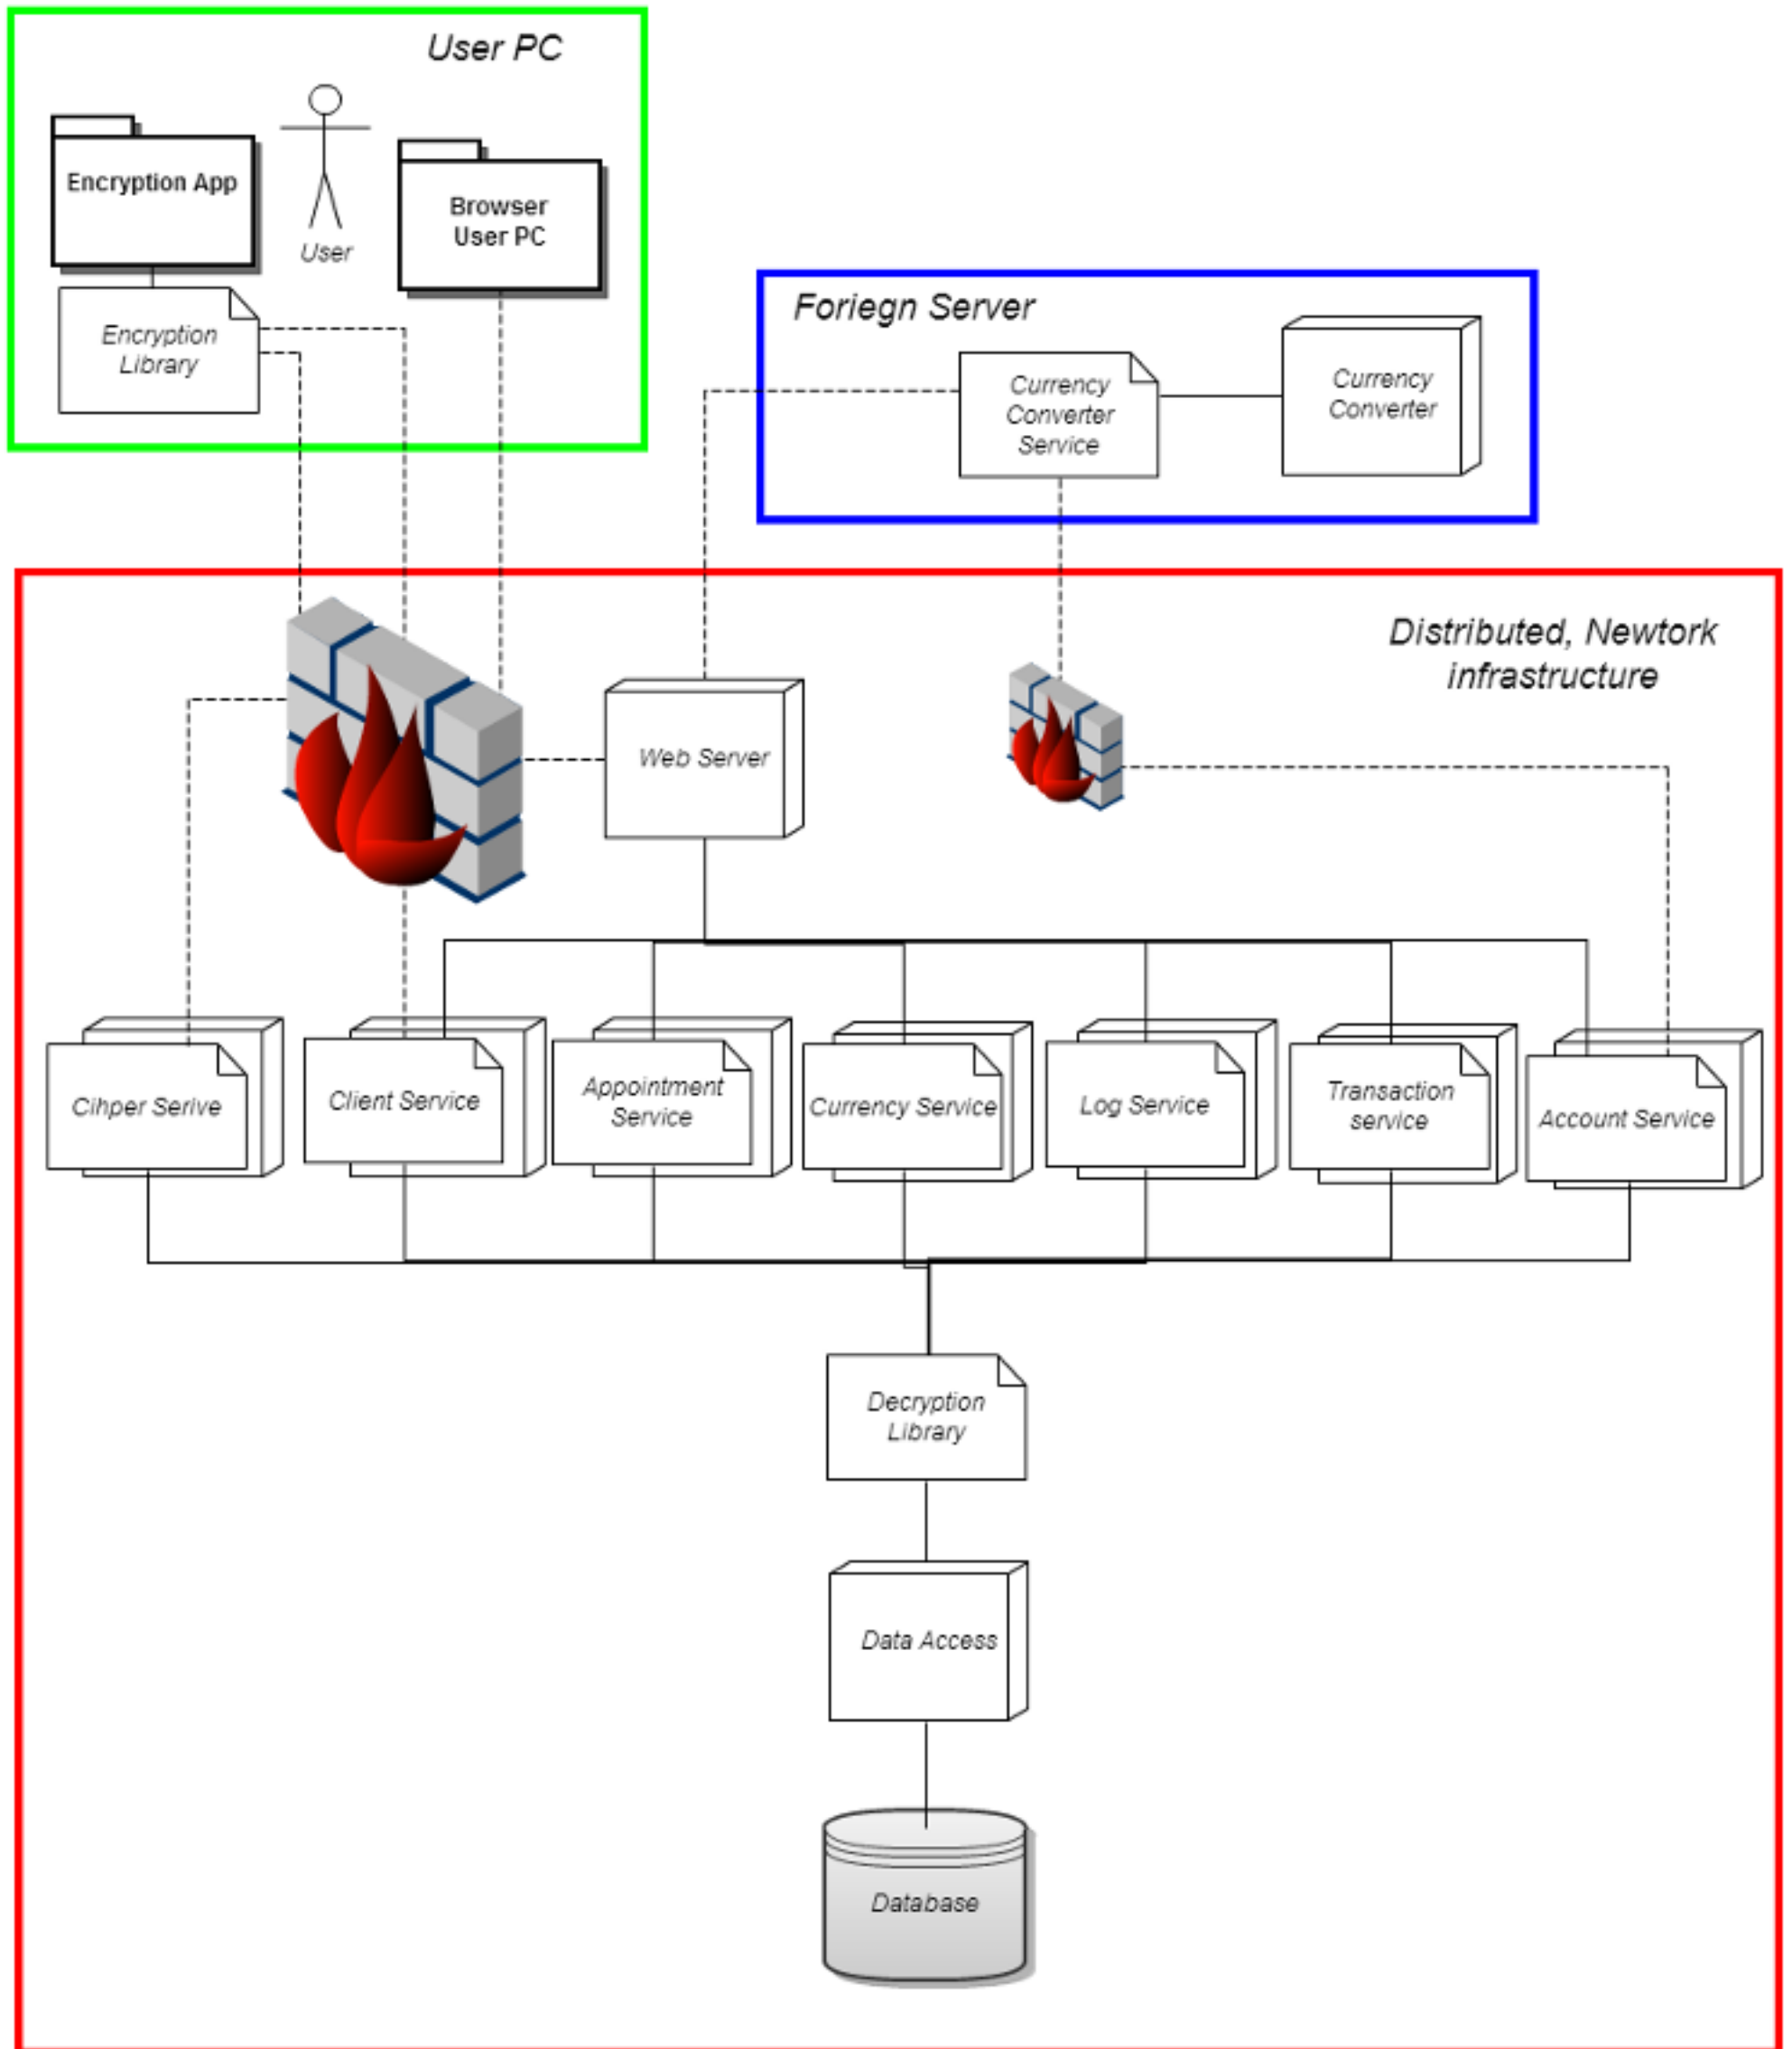 User PC
Encryption App
User
Browser
User PC
Encryption
Library
Foriegn Server
Currency
Converter
Service
Currency
Converter
Distributed, Newtork
infrastructure
Web Server
Cihper Serive
Client Service
Appointment
Service
Currency Service
Log Service
Transaction
service
Account Service
Decryption
Library
Data Access
Database